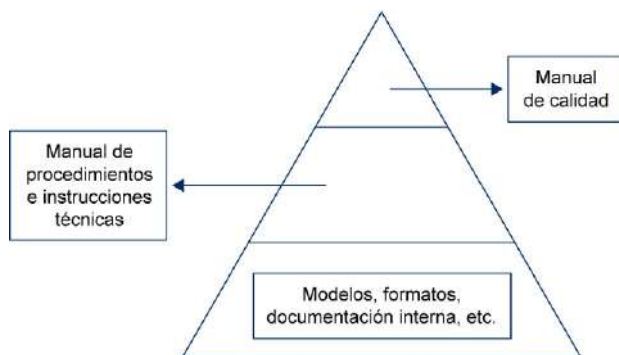 Manual
de calidad
Manual de
procedimientos
e instrucciones
técnicas
Modelos, formatos,
documentación interna, etc.